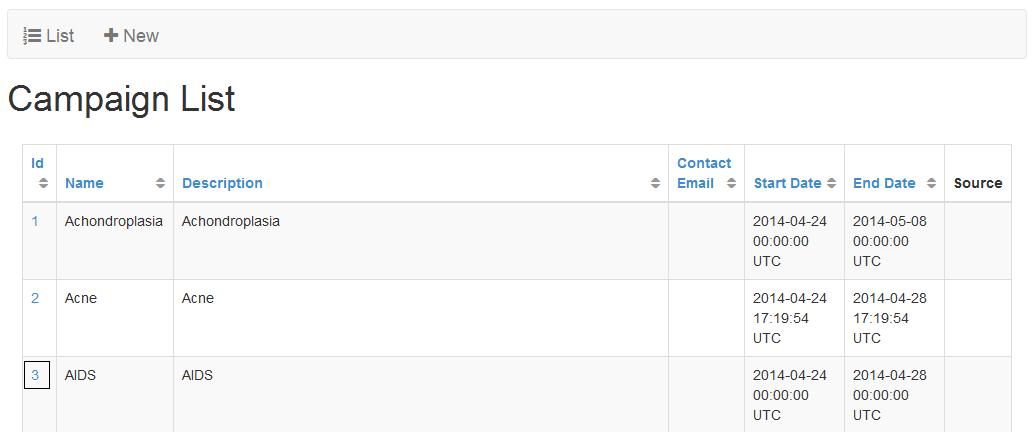 List New
Campaign List
Id Name Description Contact Email Start Date End Date Source
1 Achondroplasia Achondroplasia 2014-04-24 00:00:00 UTC 2014-05-08 00:00:00 UTC
2 Acne Acne 2014-04-24 17:19:54 UTC 2014-04-28 17:19:54 UTC
3 AIDS AIDS 2014-04-24 00:00:00 UTC 2014-04-28 00:00:00 UTC